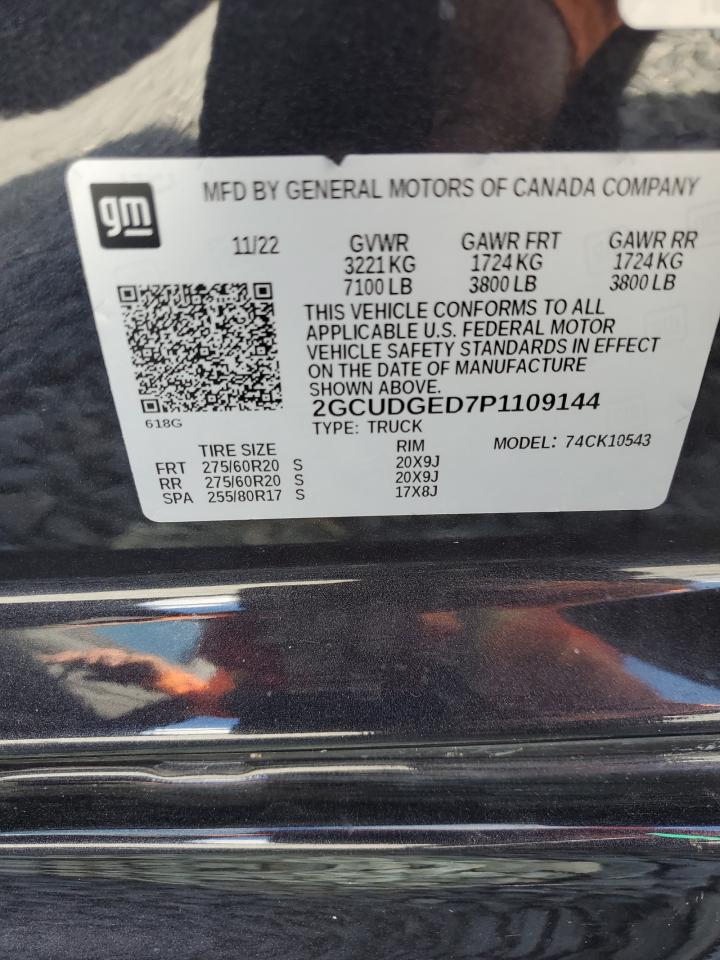 gm
MFD BY GENERAL MOTORS OF CANADA COMPANY
11/22 GVWR GAWR FRT GAWR RR
3221 KG 1724 KG 1724 KG
7100 LB 3800 LB 3800 LB
THIS VEHICLE CONFORMS TO ALL
APPLICABLE U.S. FEDERAL MOTOR
VEHICLE SAFETY STANDARDS IN EFFECT
ON THE DATE OF MANUFACTURE
SHOWN ABOVE.
2GCUDGED7P1109144
618G
TYPE: TRUCK
MODEL: 74CK10543
TIRE SIZE RIM
FRT 275/60R20 S 20X9J
RR 275/60R20 S 20X9J
SPA 255/80R17 S 17X8J